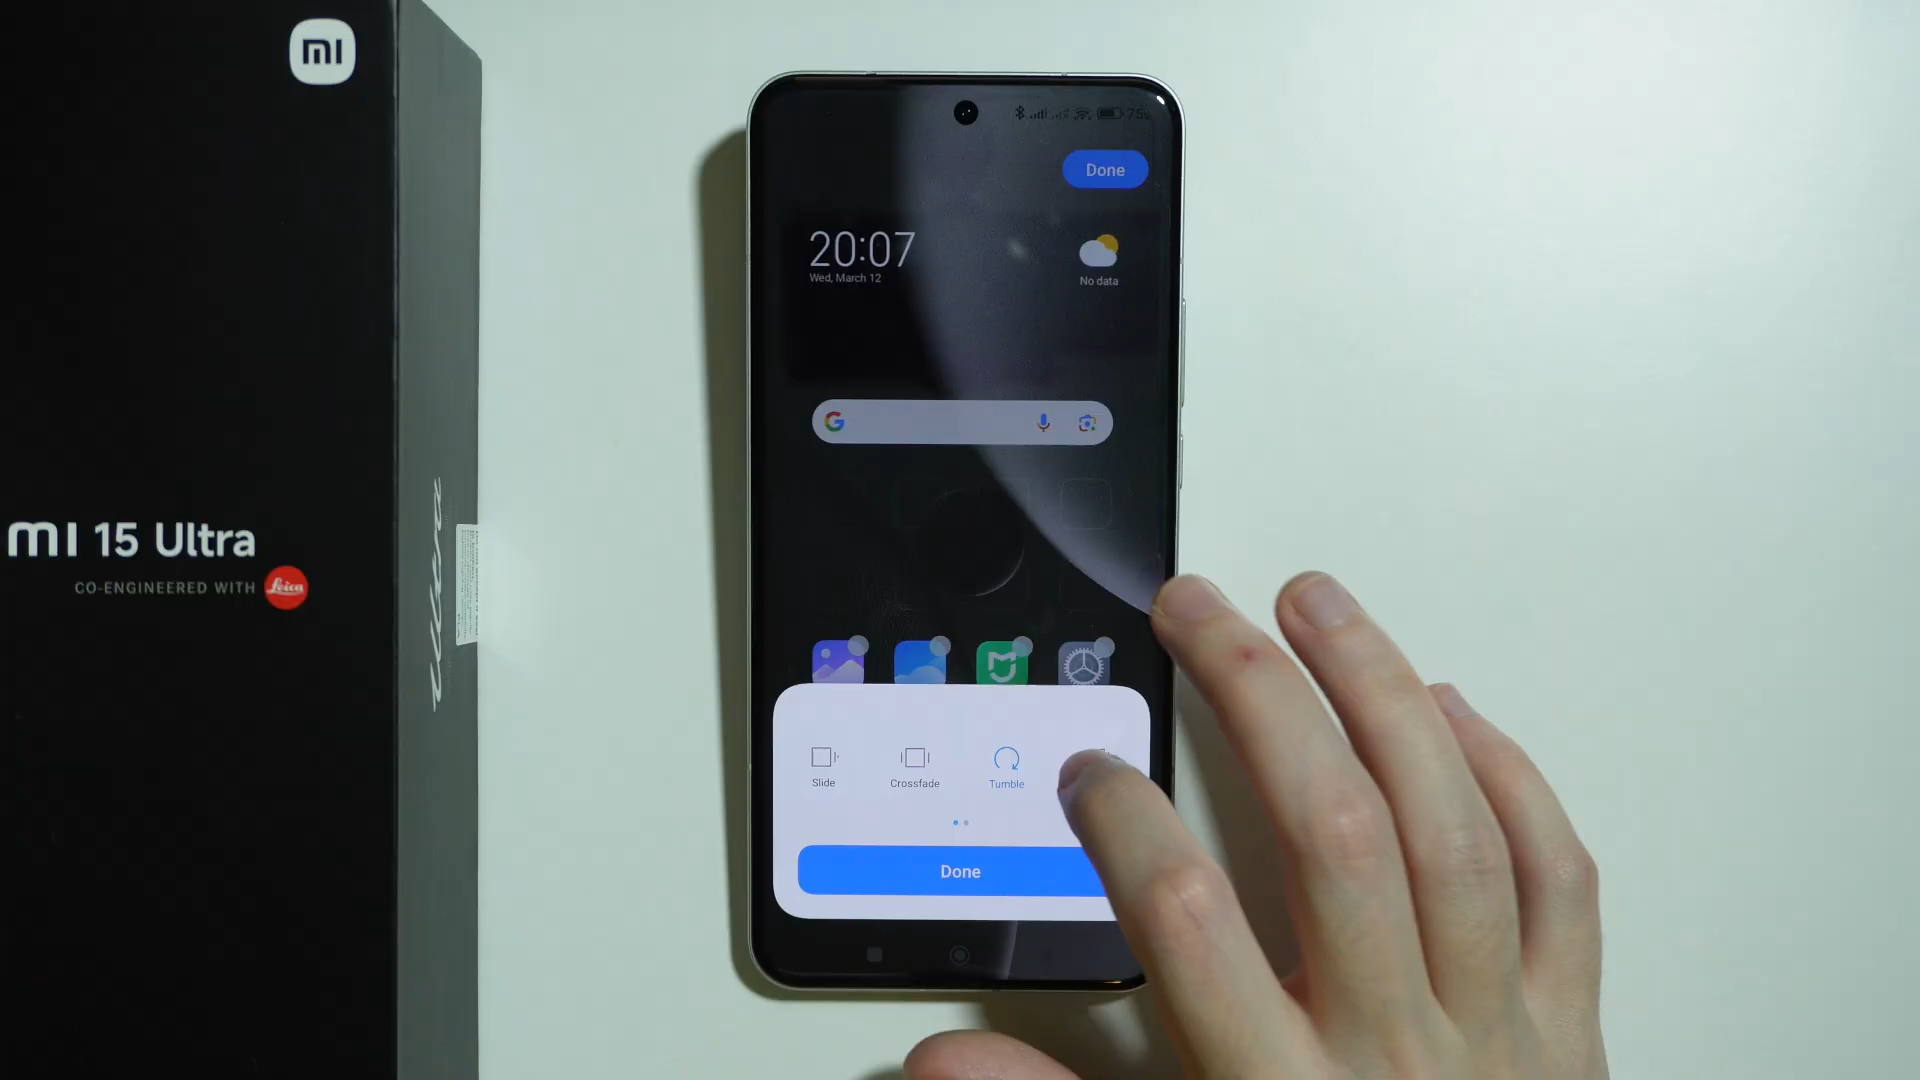 mi
mi 15 Ultra
CO-ENGINEERED WITH Leica
Ultra
Done
20:07
Wed, March 12
No data
Slide
Crossfade
Tumble
Done